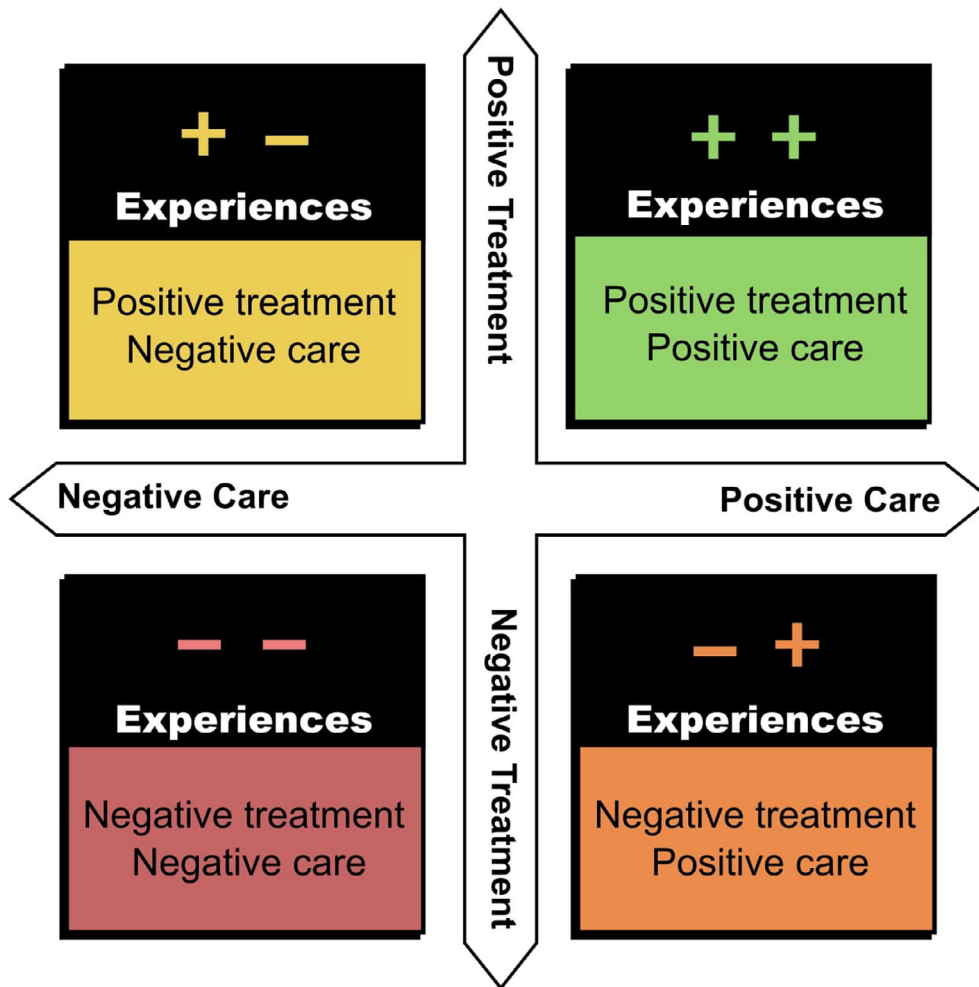 Positive Treatment
+ −
Experiences
Positive treatment
Negative care
+ +
Experiences
Positive treatment
Positive care
Negative Care
Positive Care
− −
Experiences
Negative treatment
Negative care
Negative Treatment
− +
Experiences
Negative treatment
Positive care